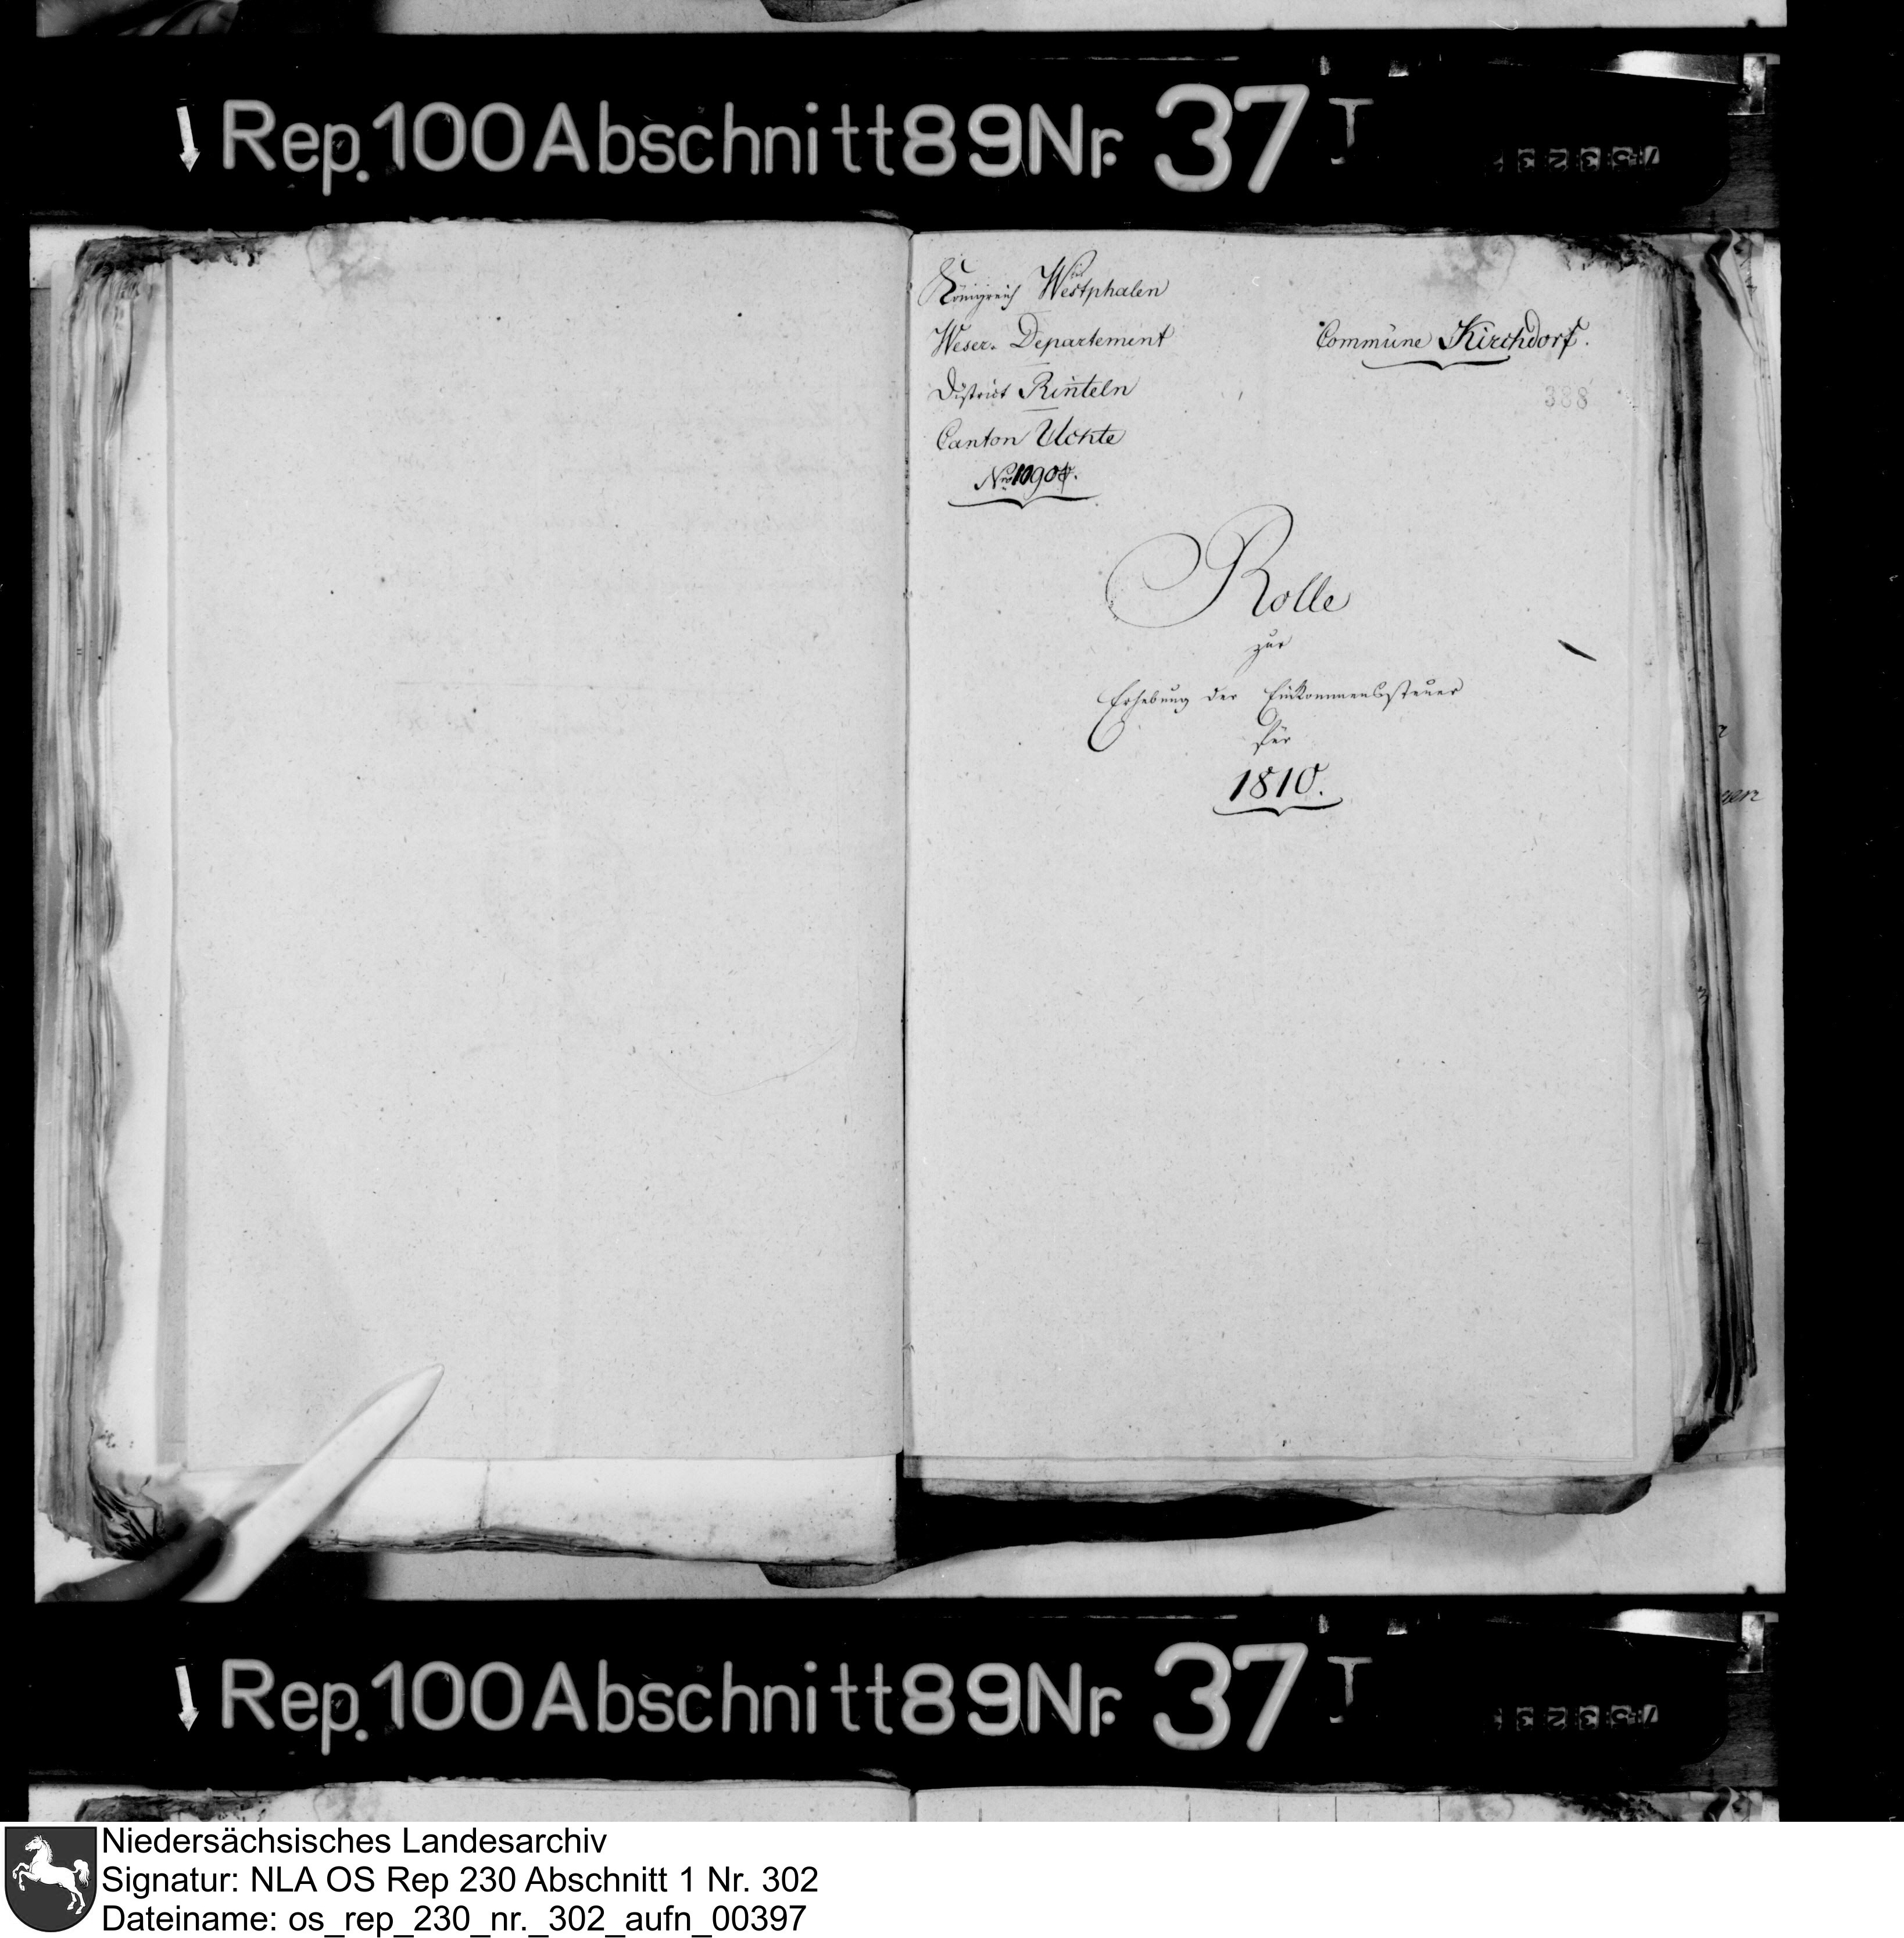 Rep. 100 Abschnitt 89 Nr. 37 I
Königreich Westphalen
Weser-Departement
Commüne Kirchdorf.
District Rinteln
388
Canton Uchte
Rolle
zur
Erhebung der Einkommenssteuer
für
1810.
Rep. 100 Abschnitt 89 Nr. 37 I
Niedersächsisches Landesarchiv
Signatur: NLA OS Rep 230 Abschnitt 1 Nr. 302
Dateiname: os_rep_230_nr._302_aufn_00397